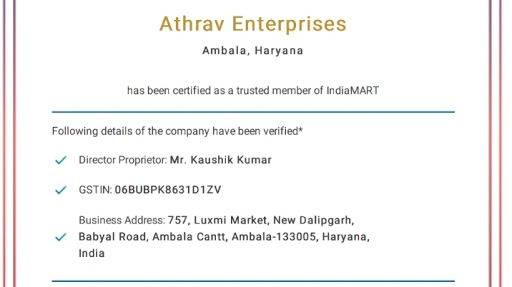 Athrav Enterprises
Ambala, Haryana
has been certified as a trusted member of IndiaMART
Following details of the company have been verified*
Director Proprietor: Mr. Kaushik Kumar
GSTIN: 06BUBPK8631D1ZV
Business Address: 757, Luxmi Market, New Dalipgarh,
Babyal Road, Ambala Cantt, Ambala-133005, Haryana,
India